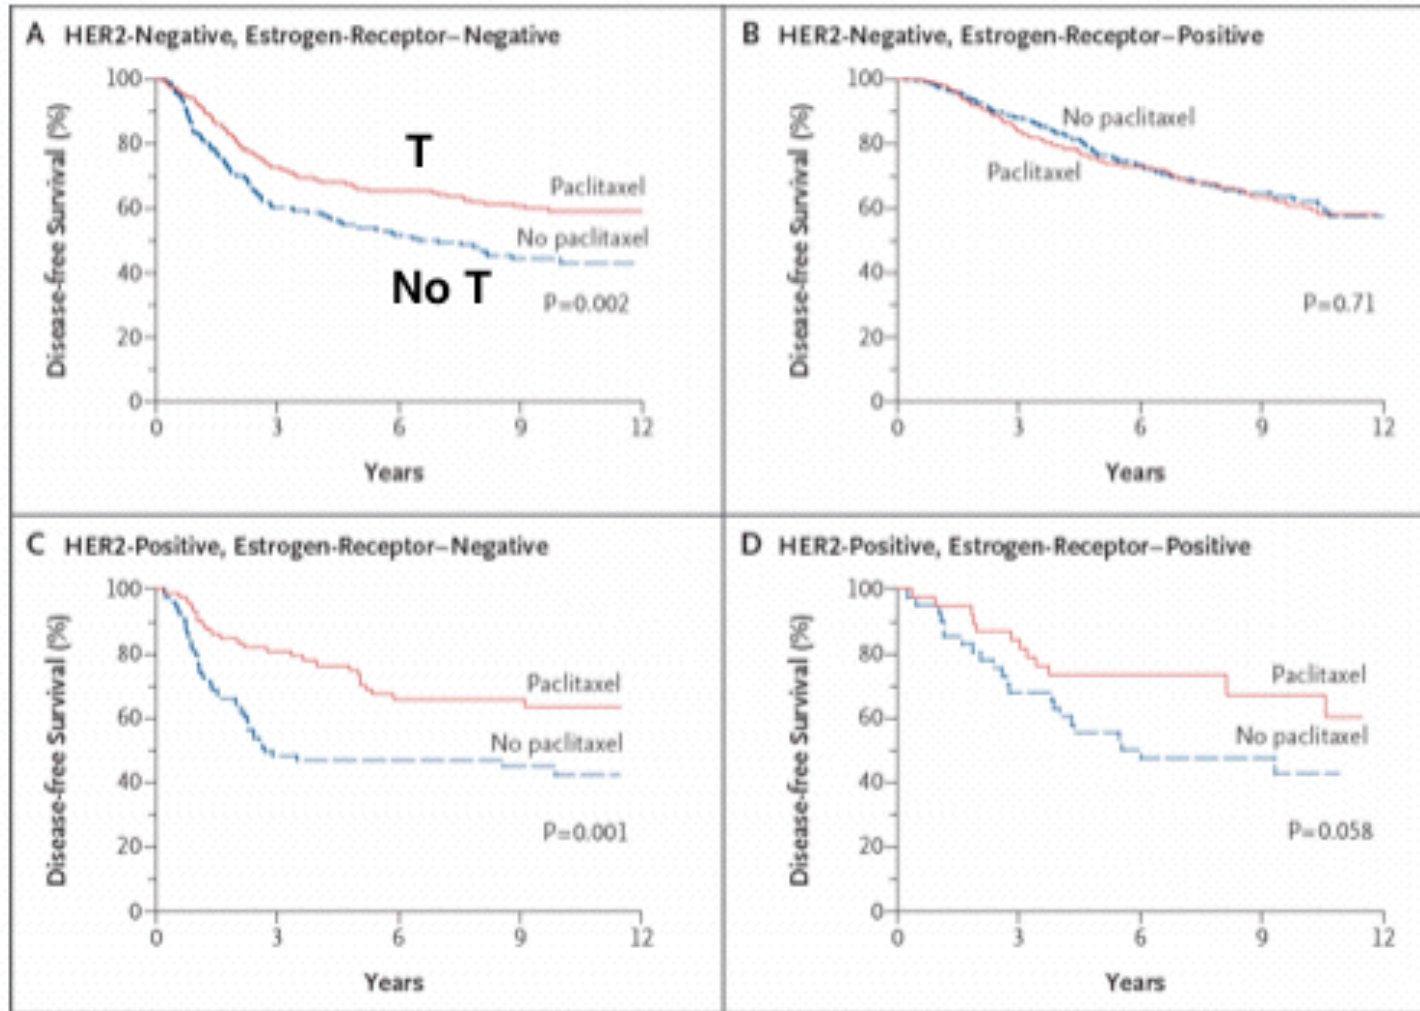 A HER2-Negative, Estrogen-Receptor–Negative
Disease-free Survival (%)
100
80
60
40
20
0
T
Paclitaxel
No paclitaxel
No T
P=0.002
0 3 6 9 12
Years
B HER2-Negative, Estrogen-Receptor–Positive
Disease-free Survival (%)
100
80
60
40
20
0
No paclitaxel
Paclitaxel
P=0.71
0 3 6 9 12
Years
C HER2-Positive, Estrogen-Receptor–Negative
Disease-free Survival (%)
100
80
60
40
20
0
Paclitaxel
No paclitaxel
P=0.001
0 3 6 9 12
Years
D HER2-Positive, Estrogen-Receptor–Positive
Disease-free Survival (%)
100
80
60
40
20
0
Paclitaxel
No paclitaxel
P=0.058
0 3 6 9 12
Years